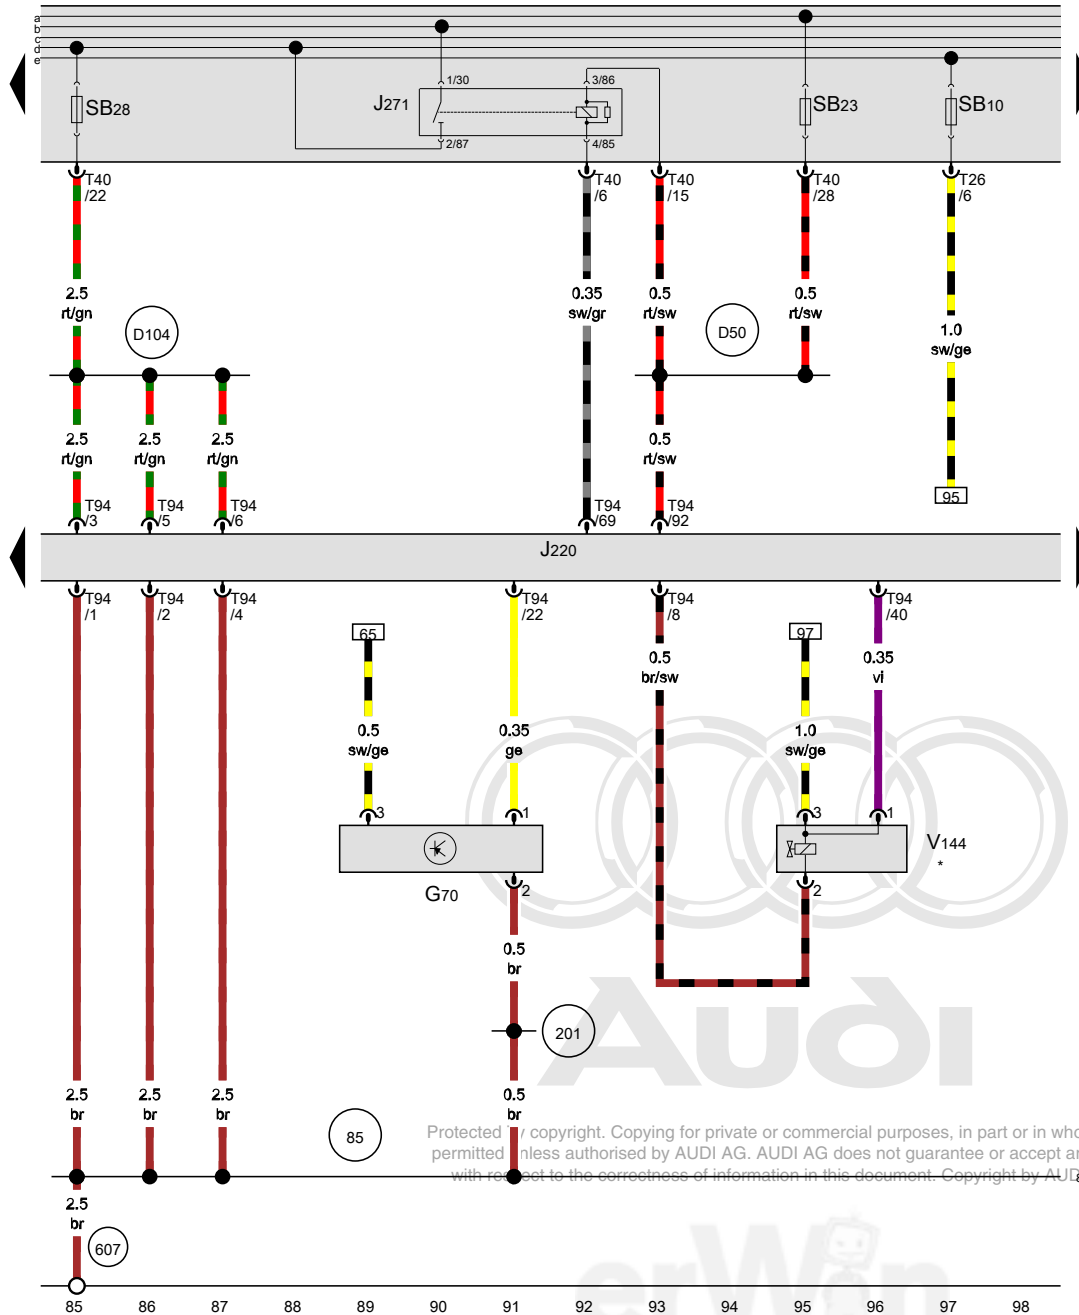 a
b
c
d
e
1/30
3/86
SB28
J271
SB23
SB10
2/87
4/85
T40
/22
T40
/6
T40
/15
T40
/28
T26
/6
2.5
rt/gn
D104
0.35
sw/gr
0.5
rt/sw
D50
0.5
rt/sw
1.0
sw/ge
2.5
rt/gn
2.5
rt/gn
2.5
rt/gn
0.5
rt/sw
95
T94
/3
T94
/5
T94
/6
T94
/69
T94
/92
J220
T94
/1
T94
/2
T94
/4
T94
/22
T94
/8
T94
/40
65
97
0.5
br/sw
0.35
vi
0.5
sw/ge
0.35
ge
1.0
sw/ge
3
1
3
1
V144
*
G70
2
2
0.5
br
201
Audi
2.5
br
2.5
br
2.5
br
0.5
br
85
Protected copyright. Copying for private or commercial purposes, in part or in
permitted authorised by AUDI AG. AUDI AG does not guarantee or accept
with to the correctness of information in this document. Copyright by
2.5
br
607
erWin
85 86 87 88 89 90 91 92 93 94 95 96 97 98